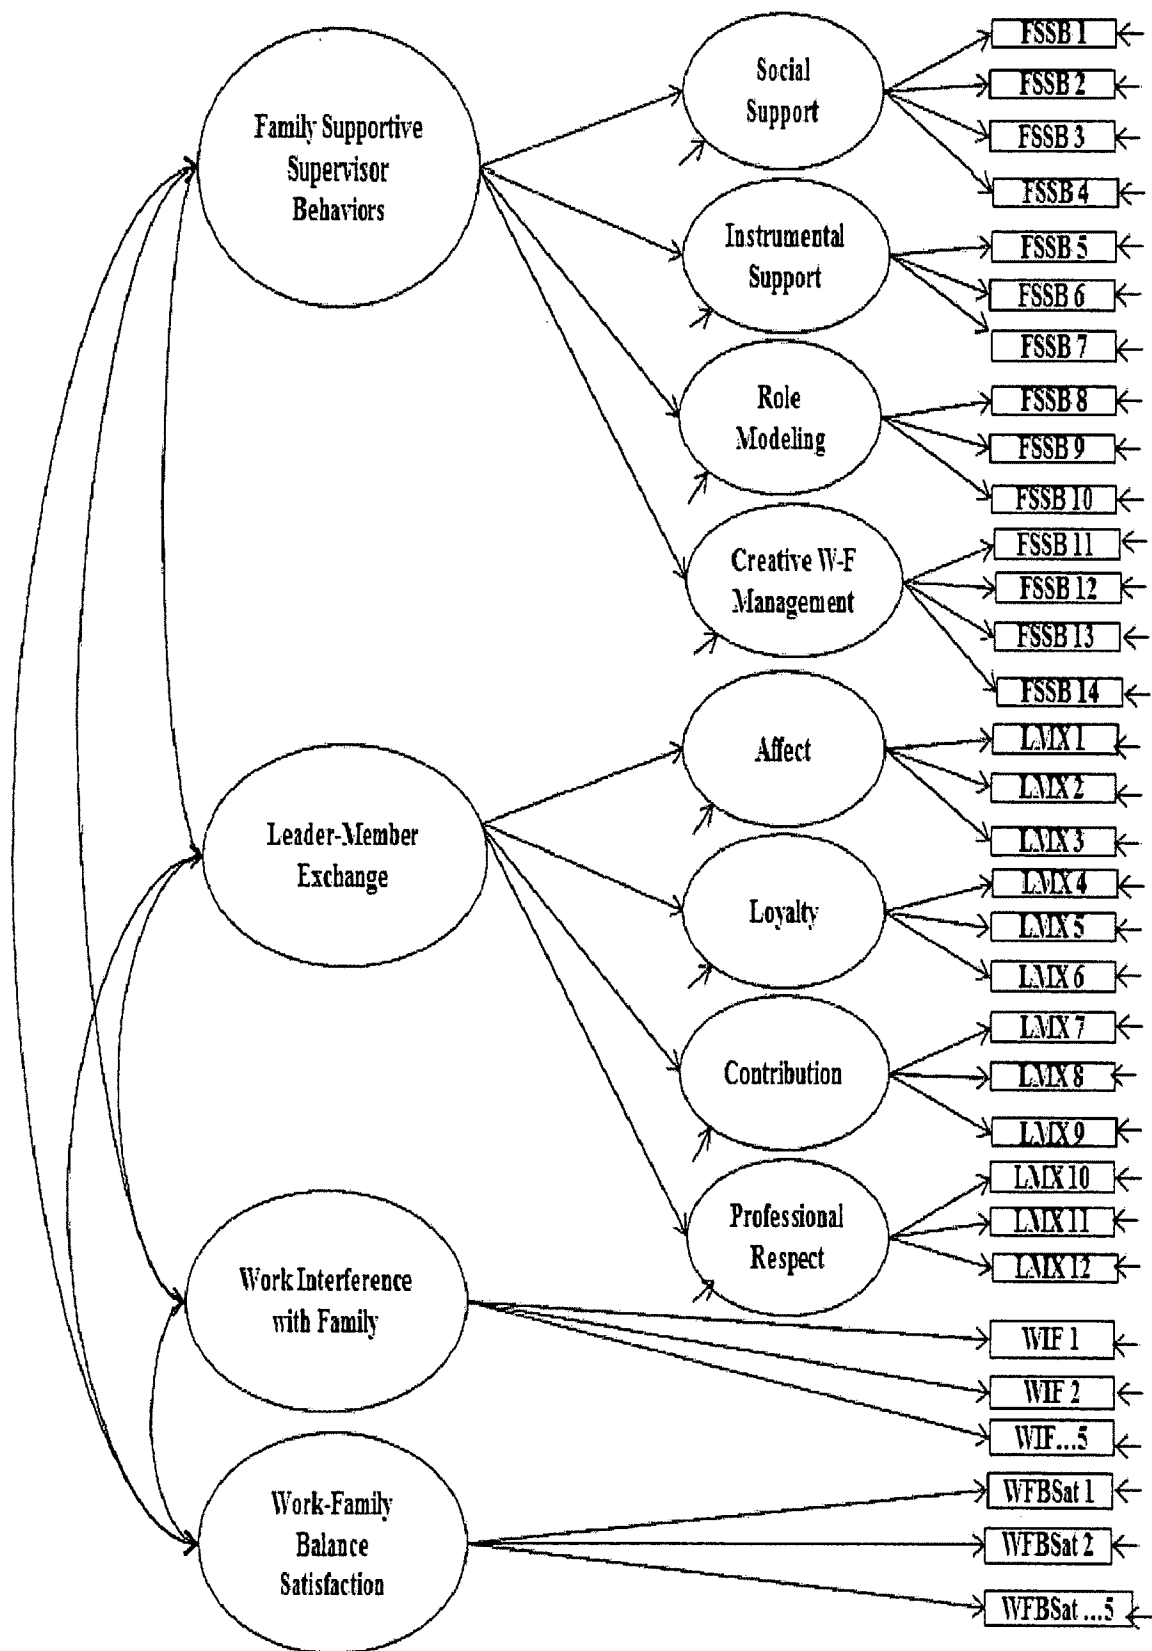 Family Supportive
Supervisor
Behaviors
Leader-Member
Exchange
Work Interference
with Family
Work-Family
Balance
Satisfaction
Social
Support
Instrumental
Support
Role
Modeling
Creative W-F
Management
Affect
Loyalty
Contribution
Professional
Respect
FSSB 1
FSSB 2
FSSB 3
FSSB 4
FSSB 5
FSSB 6
FSSB 7
FSSB 8
FSSB 9
FSSB 10
FSSB 11
FSSB 12
FSSB 13
FSSB 14
LMX 1
LMX 2
LMX 3
LMX 4
LMX 5
LMX 6
LMX 7
LMX 8
LMX 9
LMX 10
LMX 11
LMX 12
WIF 1
WIF 2
WIF...5
WFBSat 1
WFBSat 2
WFBSat ...5